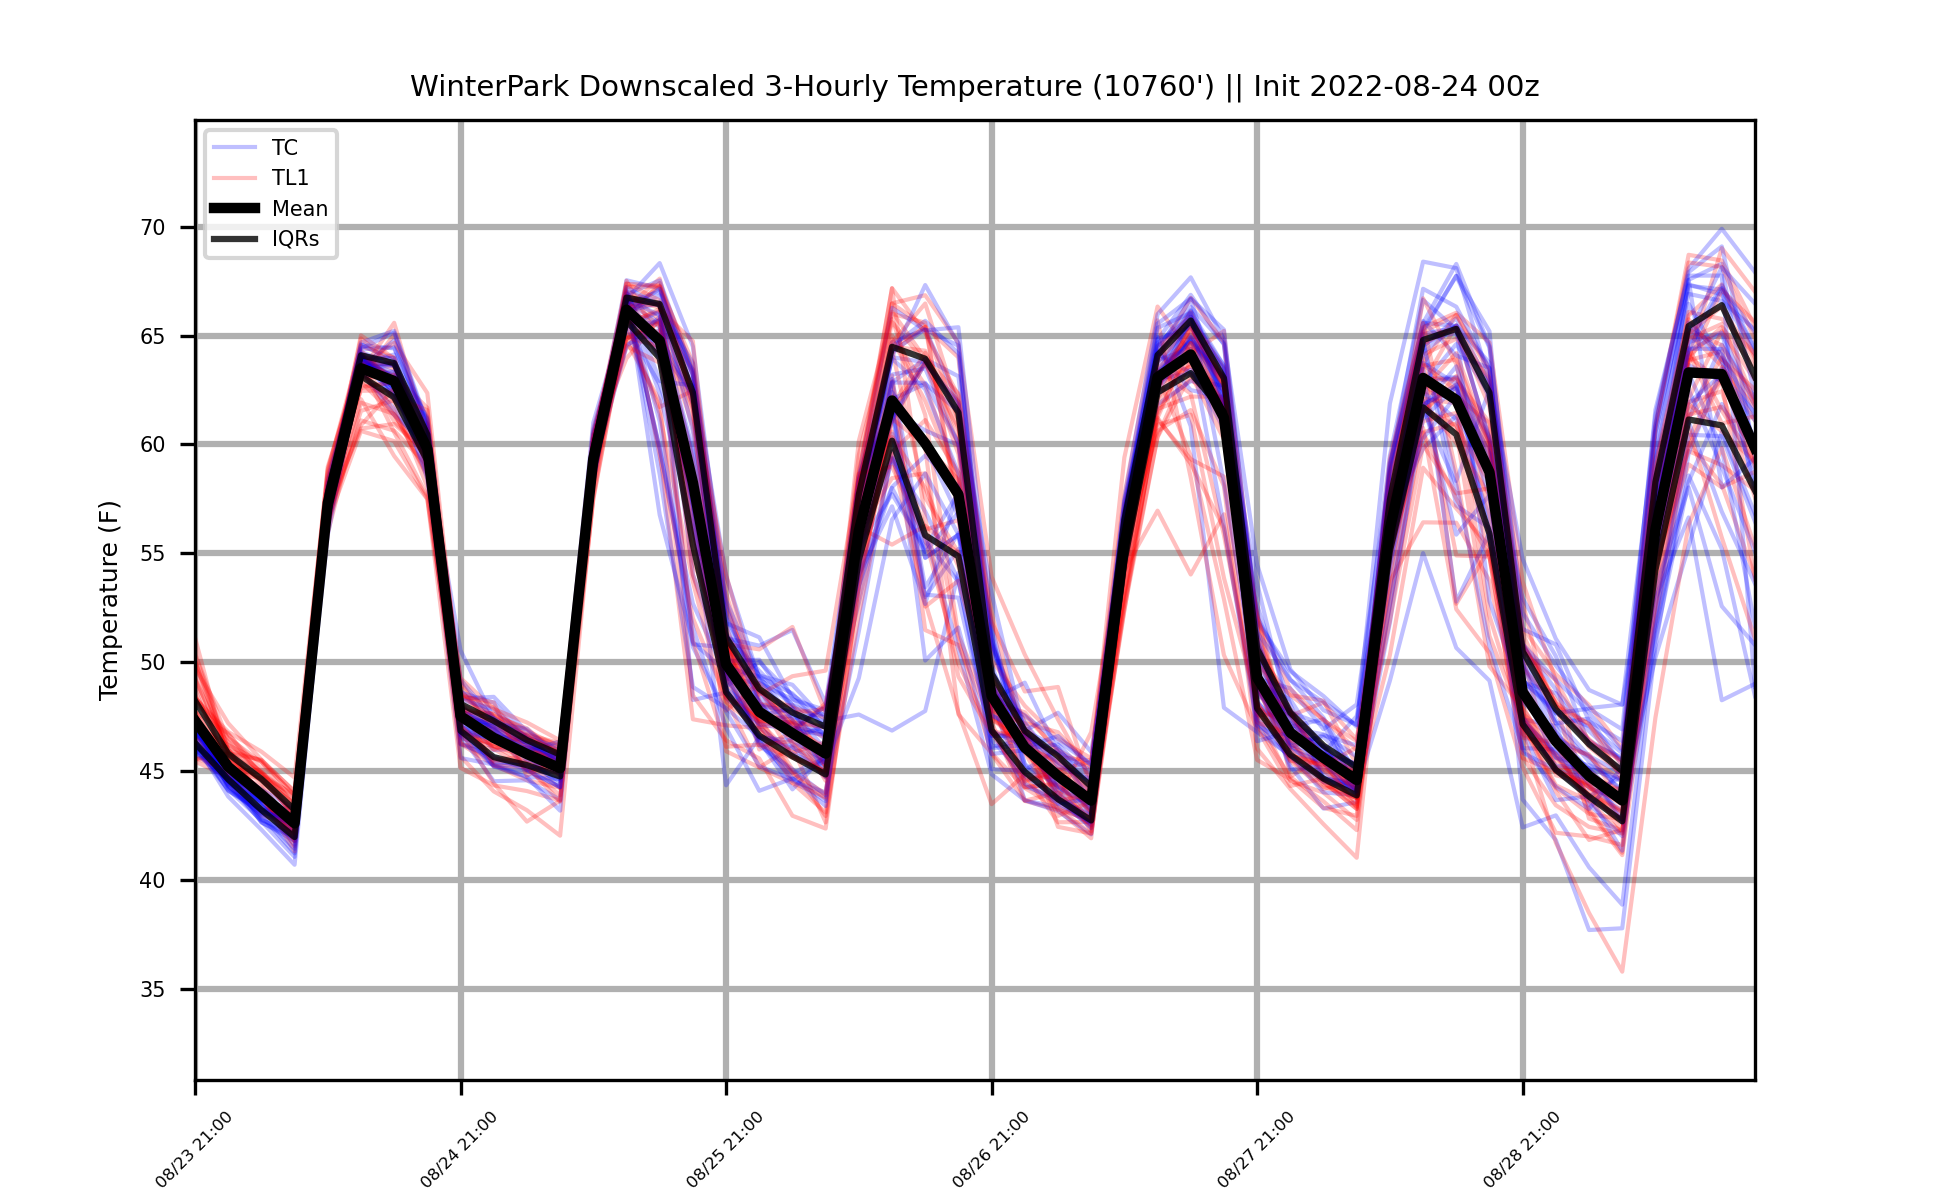 WinterPark Downscaled 3-Hourly Temperature (10760') || Init 2022-08-24 00z
TC
TL1
Mean
IQRs
Temperature (F)
70
65
60
55
50
45
40
35
08/23 21:00
08/24 21:00
08/25 21:00
08/26 21:00
08/27 21:00
08/28 21:00